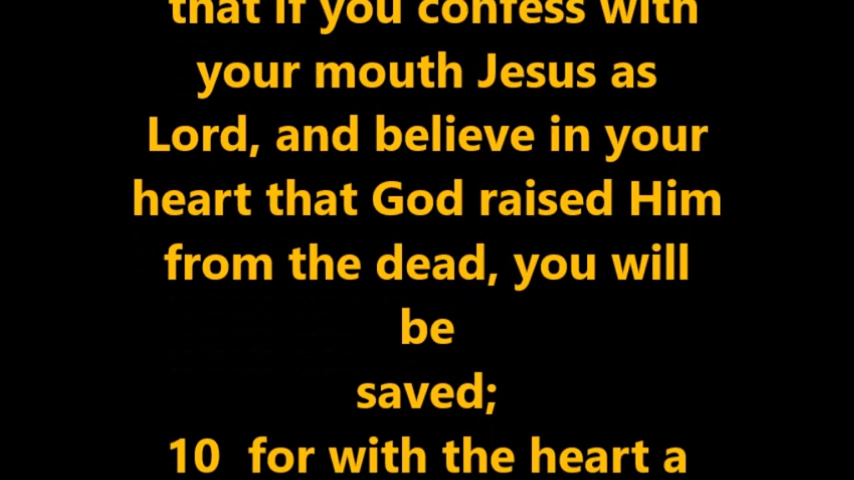 that if you confess with
your mouth Jesus as
Lord, and believe in your
heart that God raised Him
from the dead, you will
be
saved;
10  for with the heart a